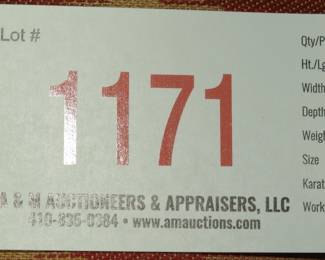 Lot #
1171
A & M AUCTIONEERS & APPRAISERS, LLC
410-835-0384 • www.amauctions.com
Qty/P
Ht./Lg
Width
Depth
Weigh
Size
Karat
Work